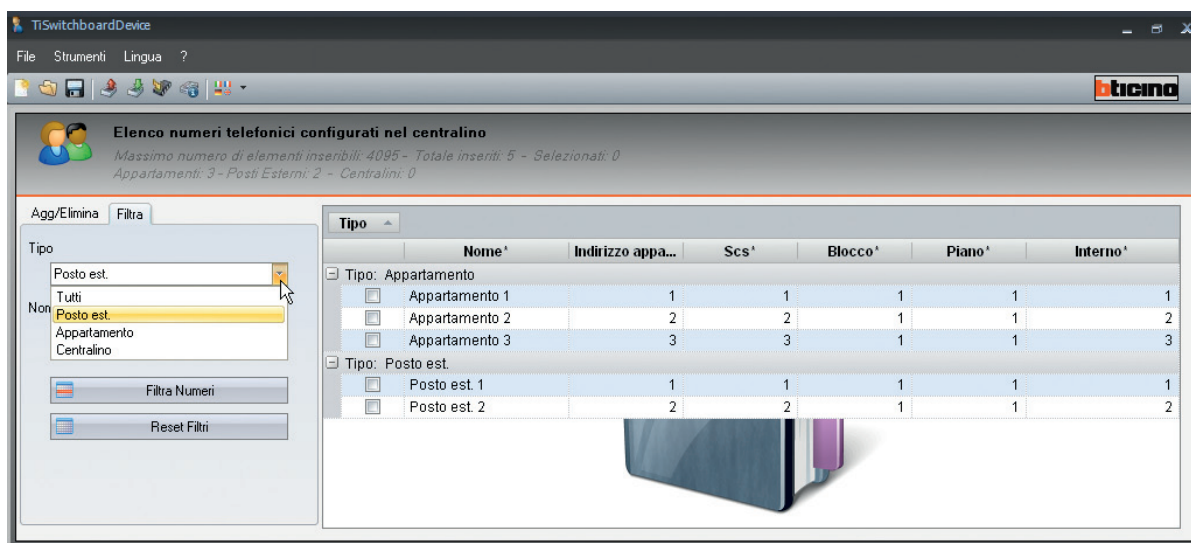 TiSwitchboardDevice
File Strumenti Lingua ?
bticino
Elenco numeri telefonici configurati nel centralino
Massimo numero di elementi inseribili: 4095 - Totale inseriti: 5 - Selezionati: 0
Appartamenti: 3 - Posti Esterni: 2 - Centralini: 0
Agg/Elimina Filtra
Tipo
Posto est.
Tutti
Non
Posto est.
Appartamento
Centralino
Filtra Numeri
Reset Filtri
Tipo
Nome* Indirizzo appa... Scs* Blocco* Piano* Interno*
Tipo: Appartamento
Appartamento 1 1 1 1 1 1
Appartamento 2 2 2 1 1 2
Appartamento 3 3 3 1 1 3
Tipo: Posto est.
Posto est. 1 1 1 1 1 1
Posto est. 2 2 2 1 1 2